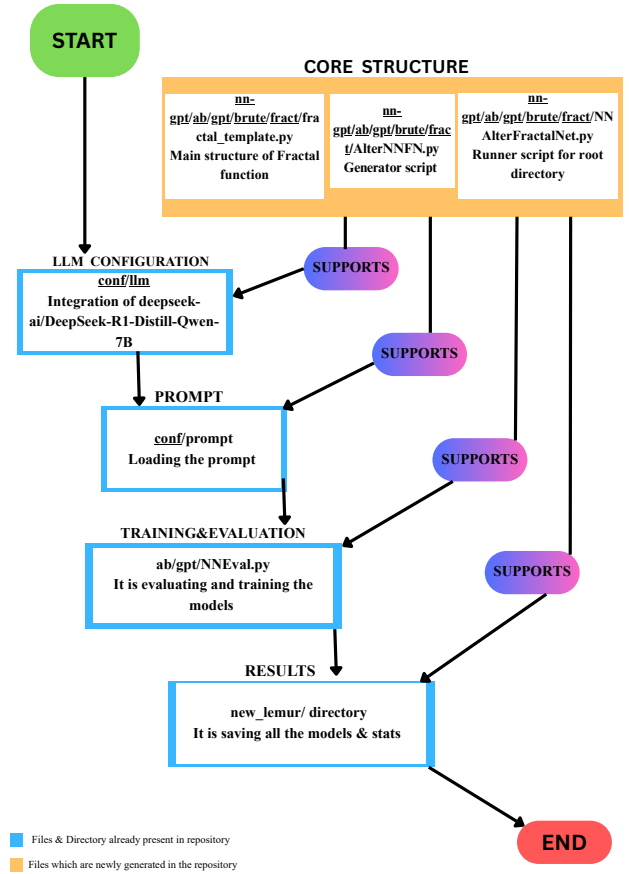 START
CORE STRUCTURE
nn-
gpt/ab/gpt/brute/fract/fra
ctal_template.py
Main structure of Fractal
function
nn-
gpt/ab/gpt/brute/frac
t/AlterNNFN.py
Generator script
nn-
gpt/ab/gpt/brute/fract/NN
AlterFractalNet.py
Runner script for root
directory
SUPPORTS
LLM CONFIGURATION
conf/llm
Integration of deepseek-
ai/DeepSeek-R1-Distill-Qwen-
7B
SUPPORTS
PROMPT
conf/prompt
Loading the prompt
SUPPORTS
TRAINING&EVALUATION
ab/gpt/NNEval.py
It is evaluating and training the
models
SUPPORTS
RESULTS
new_lemur/ directory
It is saving all the models & stats
END
Files & Directory already present in repository
Files which are newly generated in the repository